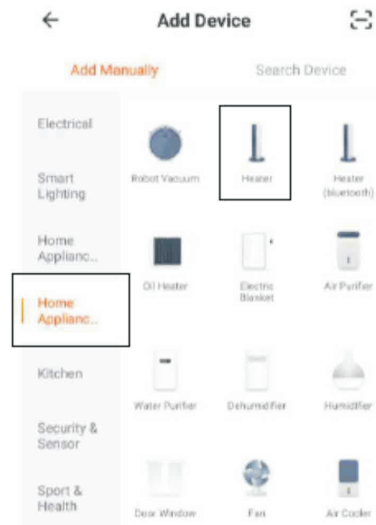 Add Device
Add Manually
Search Device
Electrical
Smart
Lighting
Home
Applianc...
Home
Applianc...
Kitchen
Security &
Sensor
Sport &
Health
Robot Vacuum
Heater
Heater
(bluetooth)
Oil Heater
Electric
Blanket
Air Purifier
Water Purifier
Dehumidifier
Humidifier
Door Window
Fan
Air Cooler